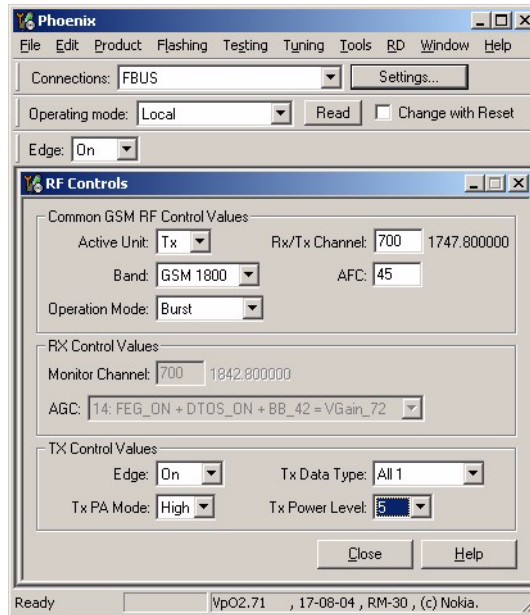 Phoenix
File Edit Product Flashing Testing Tuning Tools RD Window Help
Connections: FBUS Settings...
Operating mode: Local Read Change with Reset
Edge: On
RF Controls
Common GSM RF Control Values
Active Unit: Tx Rx/Tx Channel: 700 1747.800000
Band: GSM 1800 AFC: 45
Operation Mode: Burst
RX Control Values
Monitor Channel: 700 1842.800000
AGC: 14: FEG_ON + DTOS_ON + BB_42 = VGain_72
TX Control Values
Edge: On Tx Data Type: All 1
Tx PA Mode: High Tx Power Level: 5
Close Help
Ready VpO2.71 , 17-08-04 , RM-30 , (c) Nokia.